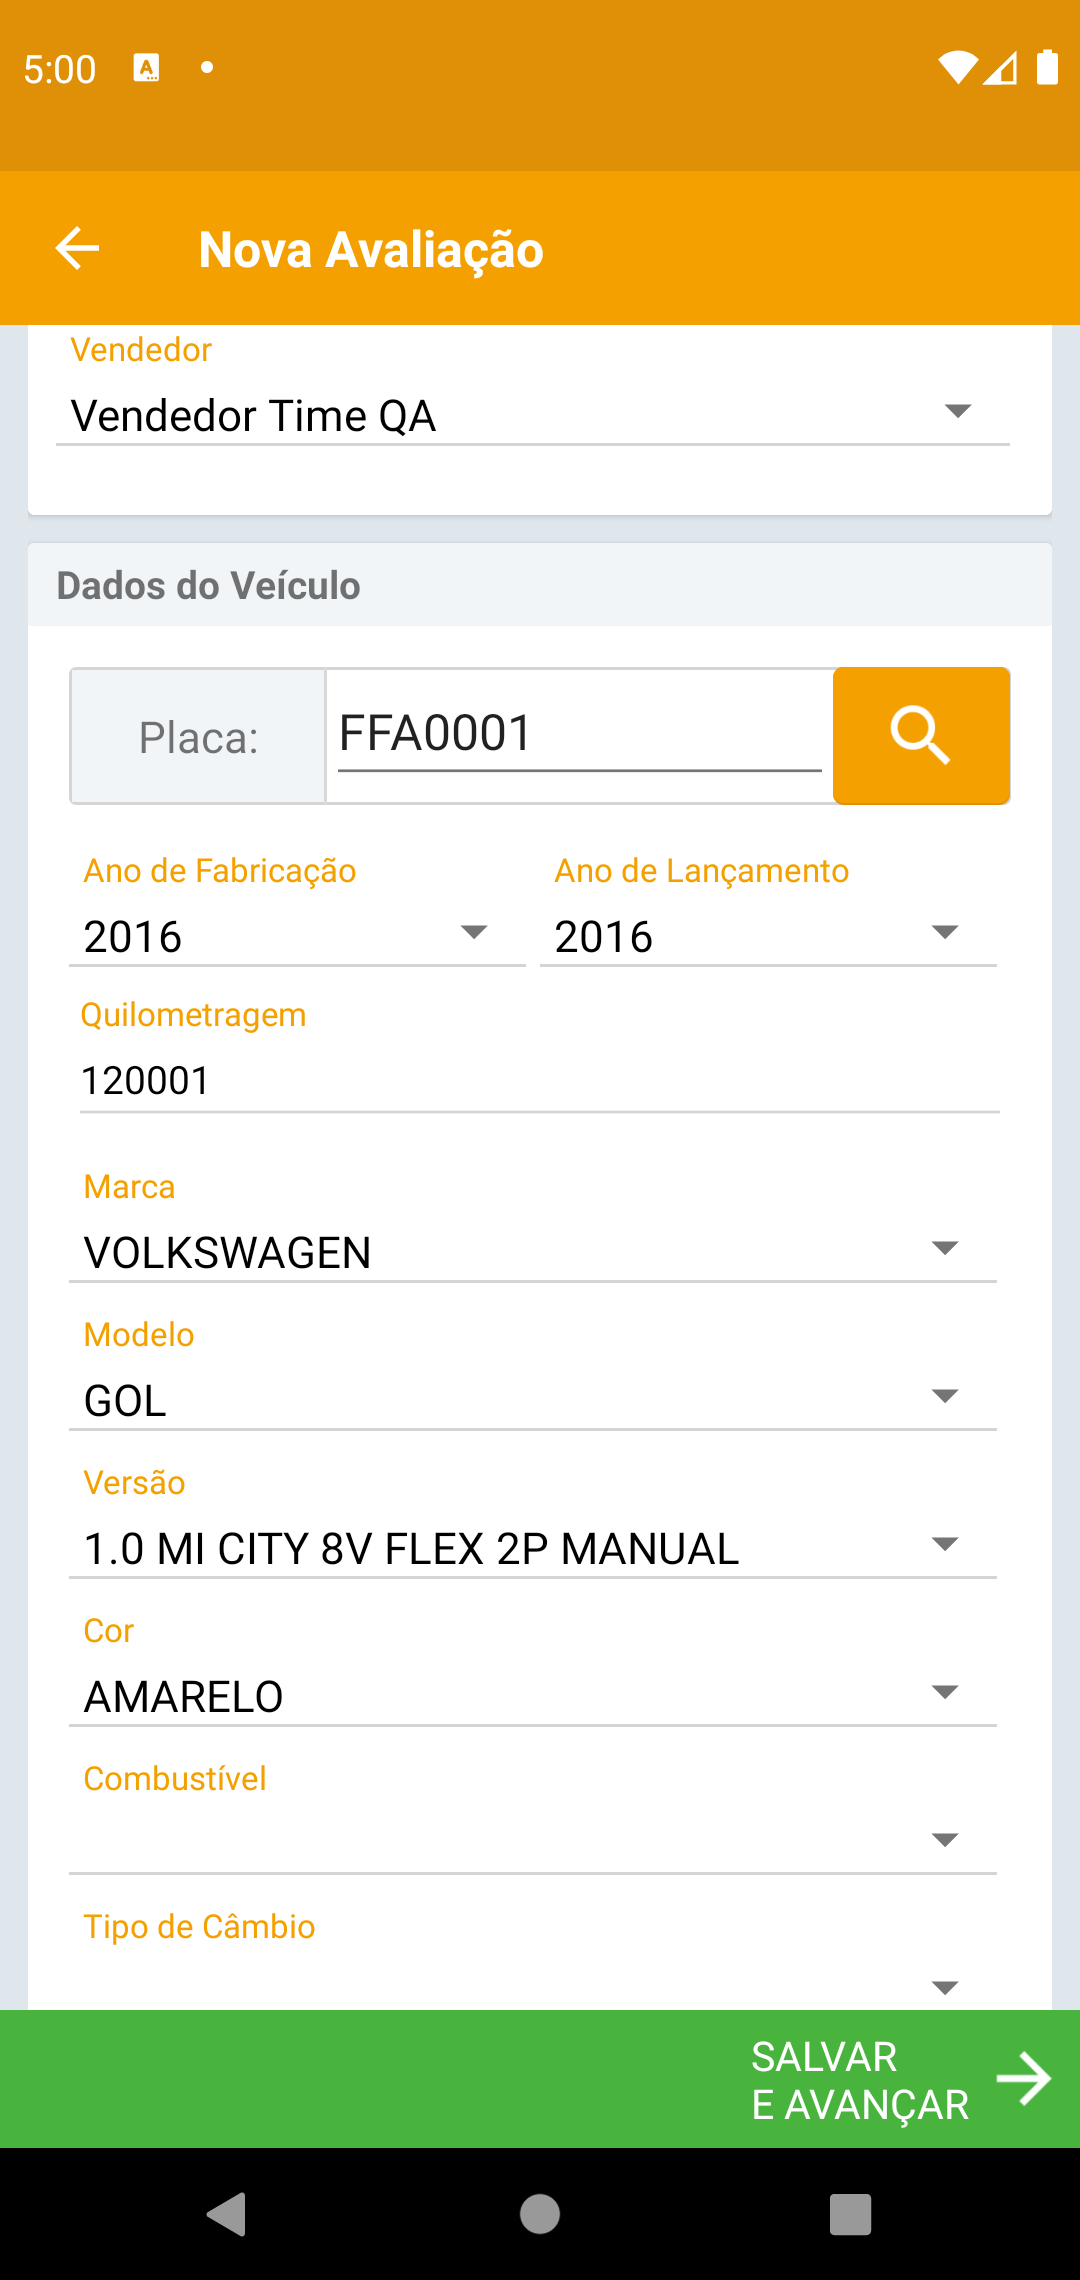 5:00
Nova Avaliação
Vendedor
Vendedor Time QA
Dados do Veículo
Placa: FFA0001
Ano de Fabricação Ano de Lançamento
2016 2016
Quilometragem
120001
Marca
VOLKSWAGEN
Modelo
GOL
Versão
1.0 MI CITY 8V FLEX 2P MANUAL
Cor
AMARELO
Combustível
Tipo de Câmbio
SALVAR
E AVANÇAR